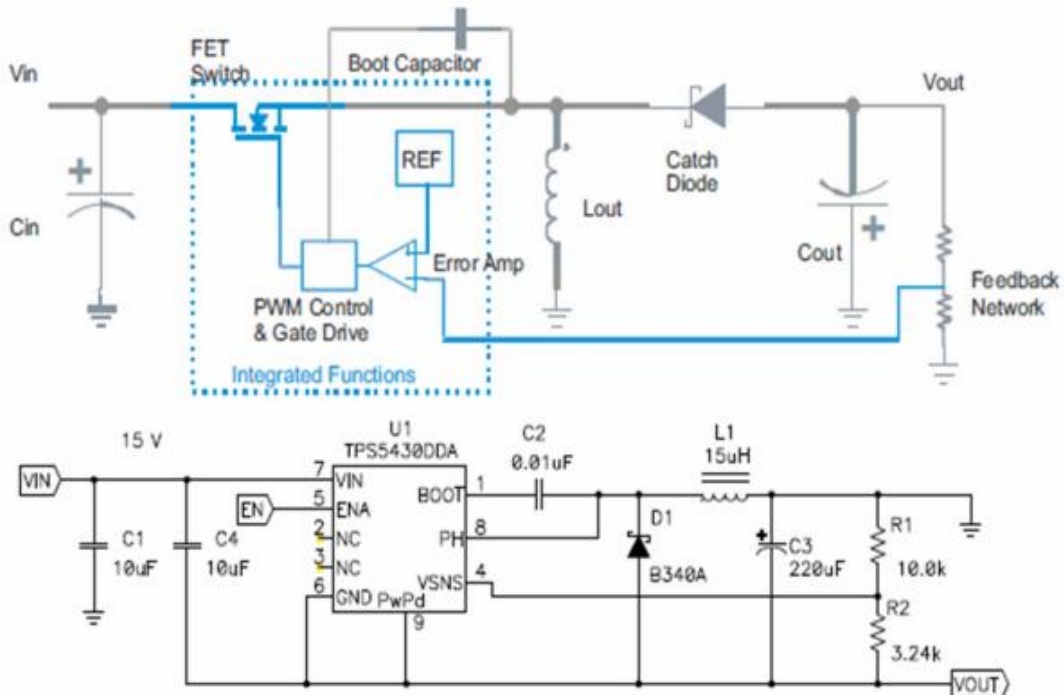 FET
Switch
Boot Capacitor
Vin
Vout
REF
Catch
Diode
Lout
Cin
Error Amp
Cout
PWM Control
& Gate Drive
Feedback
Network
Integrated Functions
U1
TPS5430DDA
15 V
C2
0.01uF
L1
15uH
VIN
7
VIN
BOOT
1
EN
5
ENA
2
NC
PH
8
3
NC
VSNS
4
6
GND
PwPd
9
C1
10uF
C4
10uF
D1
B340A
+
C3
220uF
R1
10.0k
R2
3.24k
VOUT